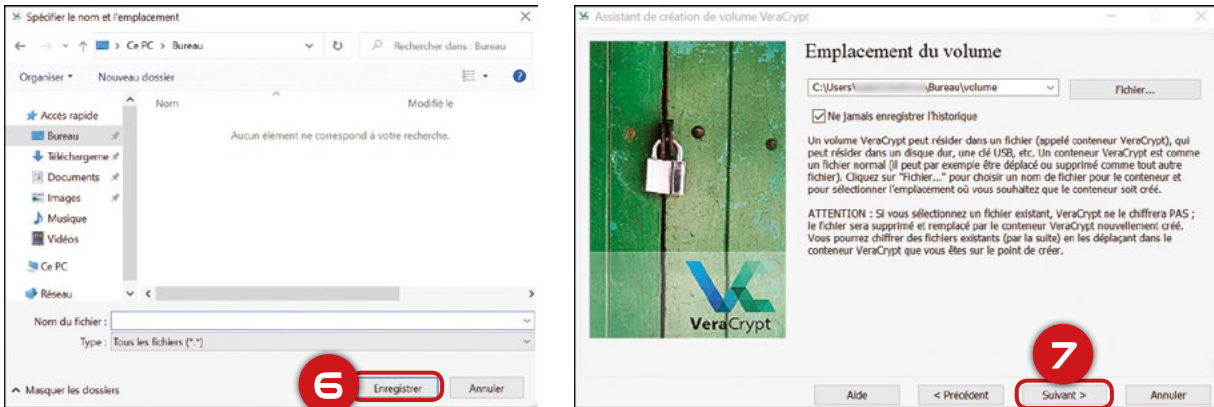 Spécifier le nom et l'emplacement
Ce PC > Bureau
Rechercher dans : Bureau
Organiser
Nouveau dossier
Nom
Modifié le
Accès rapide
Bureau
Téléchargeme
Documents
Images
Musique
Vidéos
Ce PC
Réseau
Aucun élément ne correspond à votre recherche.
Nom du fichier :
Type : Tous les fichiers (*.*)
Masquer les dossiers
6
Enregistrer
Annuler
Assistant de création de volume VeraCrypt
Emplacement du volume
C:\Users\ \Bureau\volume
Fichier...
Ne jamais enregistrer l'historique
Un volume VeraCrypt peut résider dans un fichier (appelé conteneur VeraCrypt), qui
peut résider dans un disque dur, une clé USB, etc. Un conteneur VeraCrypt est comme
un fichier normal (il peut par exemple être déplacé ou supprimé comme tout autre
fichier). Cliquez sur "Fichier..." pour choisir un nom de fichier pour le conteneur et
pour sélectionner l'emplacement où vous souhaitez que le conteneur soit créé.
ATTENTION : Si vous sélectionnez un fichier existant, VeraCrypt ne le chiffrera PAS ;
le fichier sera supprimé et remplacé par le conteneur VeraCrypt nouvellement créé.
Vous pourrez chiffrer des fichiers existants (par la suite) en les déplaçant dans le
conteneur VeraCrypt que vous êtes sur le point de créer.
VeraCrypt
7
Aide
< Précédent
Suivant >
Annuler